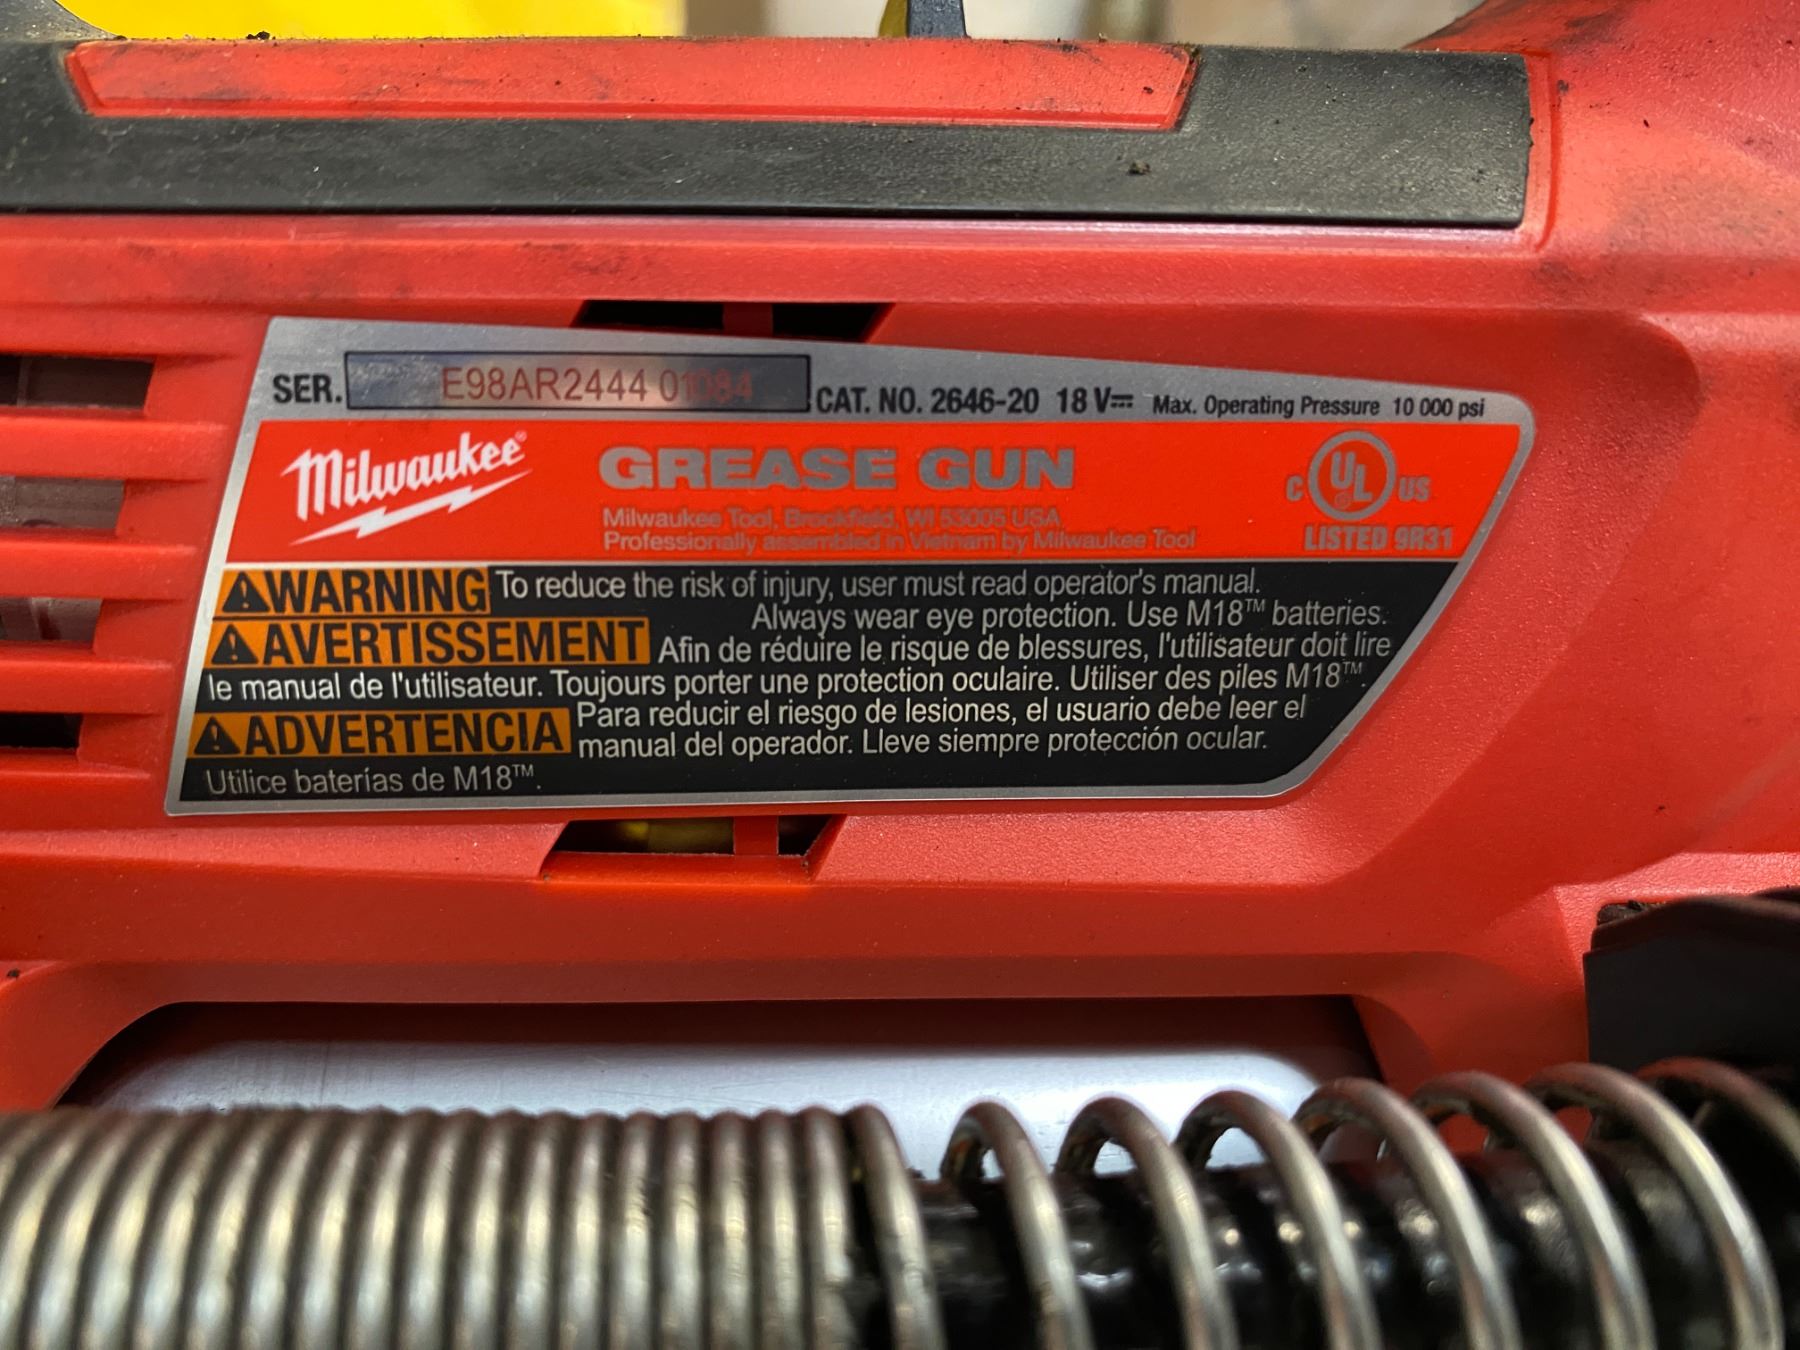 SER. E98AR2444 01084 CAT. NO. 2646-20 18 V⎓ Max. Operating Pressure 10 000 psi
Milwaukee®
GREASE GUN
Milwaukee Tool, Brookfield, WI 53005 USA
Professionally assembled in Vietnam by Milwaukee Tool
C UL® US
LISTED 9R31
⚠WARNING To reduce the risk of injury, user must read operator's manual.
Always wear eye protection. Use M18™ batteries.
⚠AVERTISSEMENT Afin de réduire le risque de blessures, l'utilisateur doit lire
le manual de l'utilisateur. Toujours porter une protection oculaire. Utiliser des piles M18™.
⚠ADVERTENCIA Para reducir el riesgo de lesiones, el usuario debe leer el
manual del operador. Lleve siempre protección ocular.
Utilice baterías de M18™.